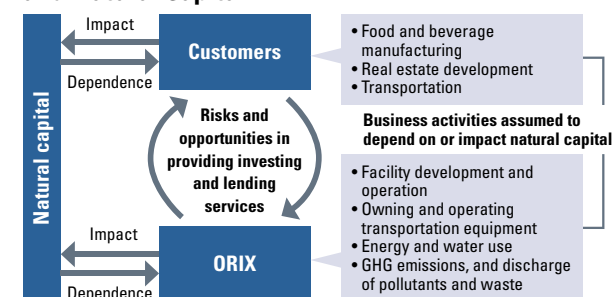 Impact
Dependence
Natural capital
Customers
Risks and
opportunities in
providing investing
and lending
services
Impact
Dependence
ORIX
• Food and beverage
manufacturing
• Real estate development
• Transportation
Business activities assumed to
depend on or impact natural capital
• Facility development and
operation
• Owning and operating
transportation equipment
• Energy and water use
• GHG emissions, and discharge
of pollutants and waste